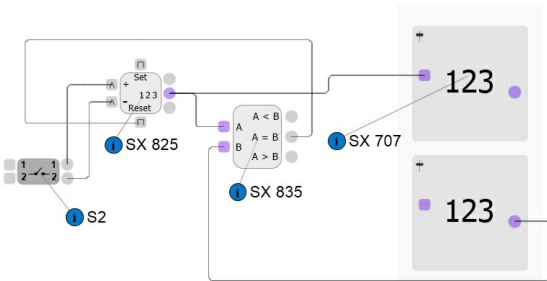 Set
+ 123
-
Reset
SX 825
A < B
A
A = B
B
A > B
SX 835
1 1
2 2
S2
123
SX 707
123